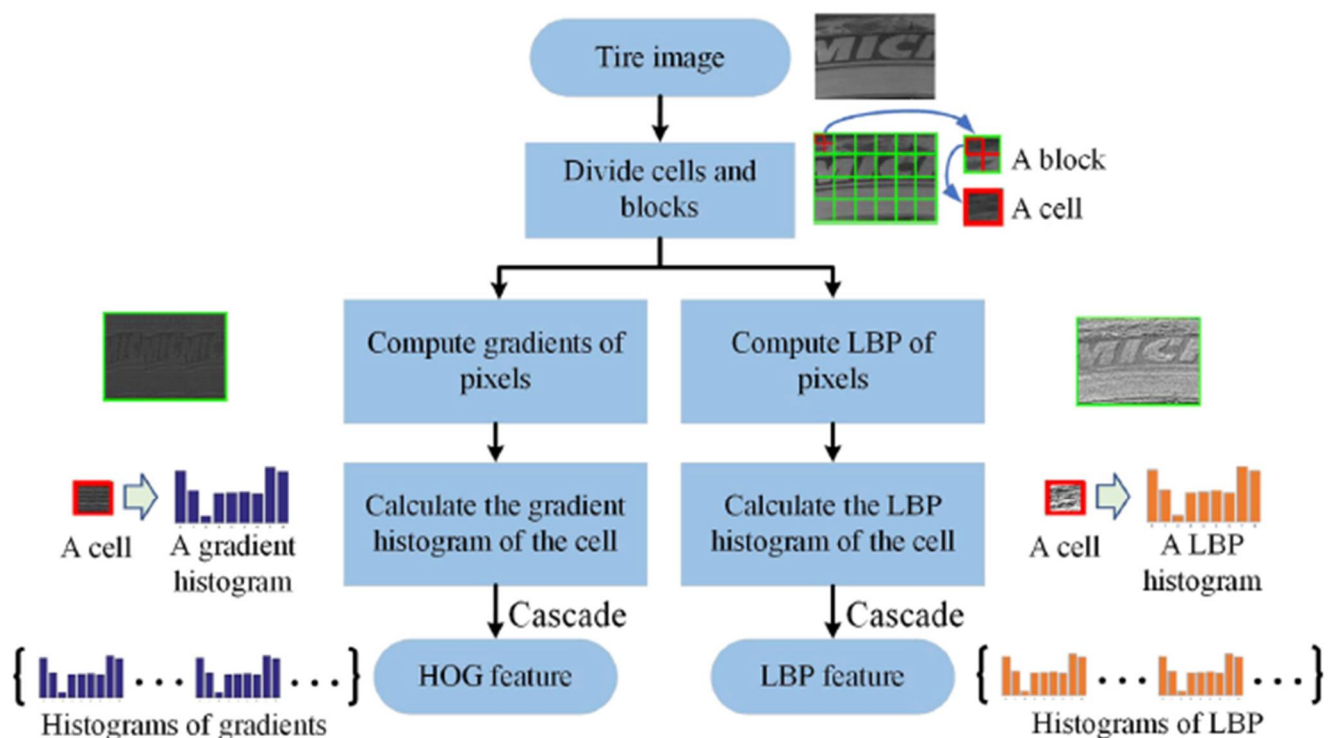 Tire image
MICH
Divide cells and
blocks
A block
A cell
Compute gradients of
pixels
Compute LBP of
pixels
MICH
Calculate the gradient
histogram of the cell
Calculate the LBP
histogram of the cell
A cell
A gradient
histogram
A cell
A LBP
histogram
Cascade
Cascade
HOG feature
LBP feature
{ ... ... }
Histograms of gradients
{ ... ... }
Histograms of LBP